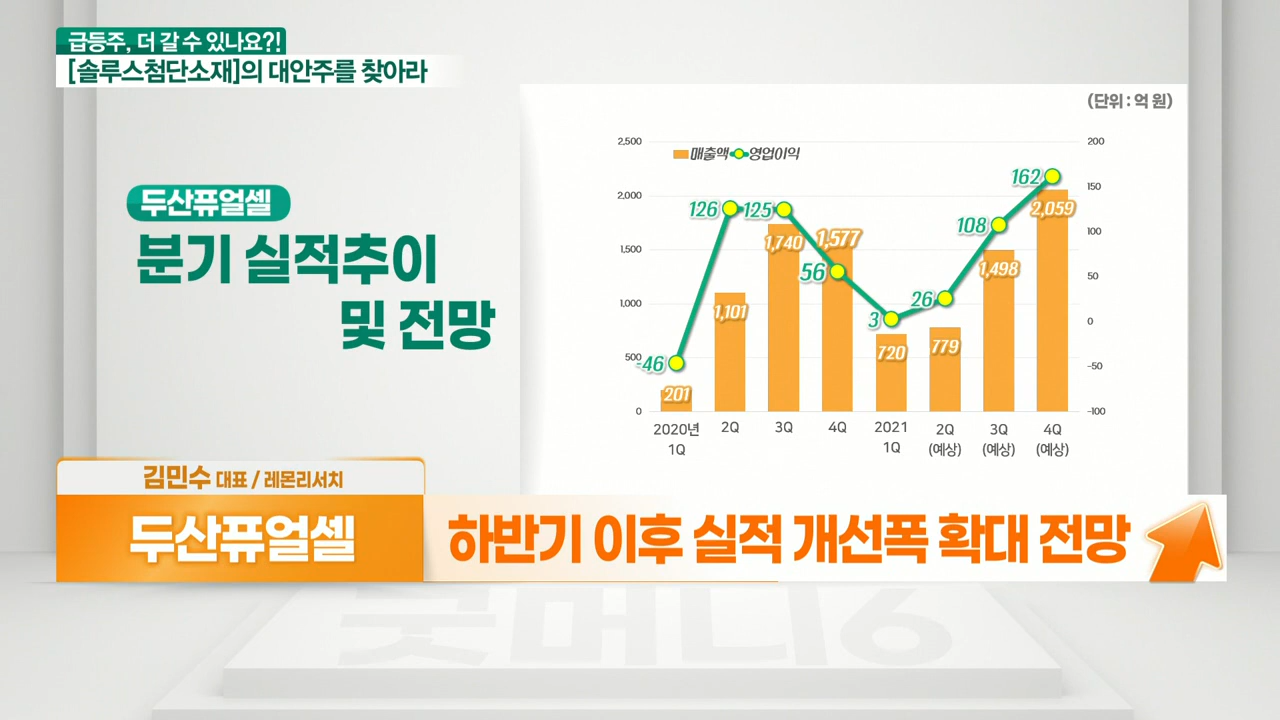 급등주, 더 갈 수 있나요?!
[솔루스첨단소재]의 대안주를 찾아라
(단위 : 억 원)
두산퓨얼셀
분기 실적추이
및 전망
매출액 영업이익
2,500
2,000
1,500
1,000
500
0
200
150
100
50
0
-50
-100
-46
126
125
56
3
26
108
162
201
1,101
1,740
1,577
720
779
1,498
2,059
2020년 2Q 3Q 4Q 2021 2Q 3Q 4Q
1Q 1Q (예상) (예상) (예상)
김민수 대표 / 레몬리서치
두산퓨얼셀
하반기 이후 실적 개선폭 확대 전망
굿머니6